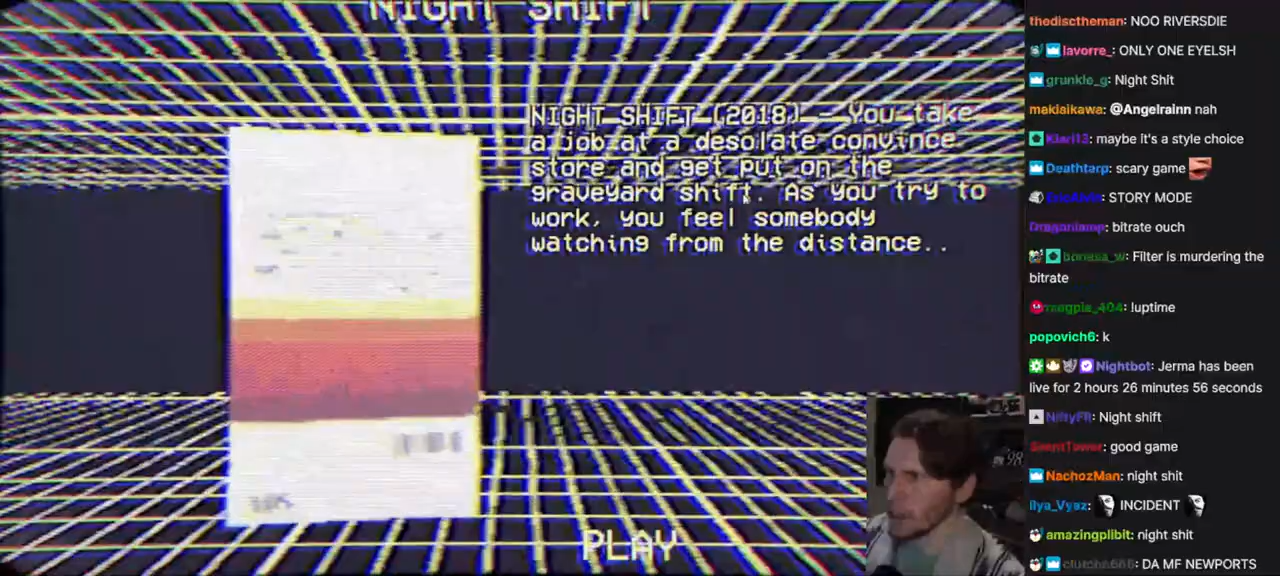 NIGHT SHIFT
NIGHT SHIFT (2018) - You take
a job at a desolate convince
store and get put on the
graveyard shift. As you try to
work, you feel somebody
watching from the distance..
PLAY
thedisctheman: NOO RIVERSDIE
lavorre_: ONLY ONE EYELSH
grunkle_g: Night Shit
makiaikawa: @Angelrainn nah
maybe it's a style choice
Deathtarp: scary game
STORY MODE
bitrate ouch
Filter is murdering the
bitrate
magpie_404: !uptime
popovich6: k
Nightbot: Jerma has been
live for 2 hours 26 minutes 56 seconds
Night shift
good game
NachozMan: night shit
Ilya_Vyaz: INCIDENT
amazingplibit: night shit
DA MF NEWPORTS